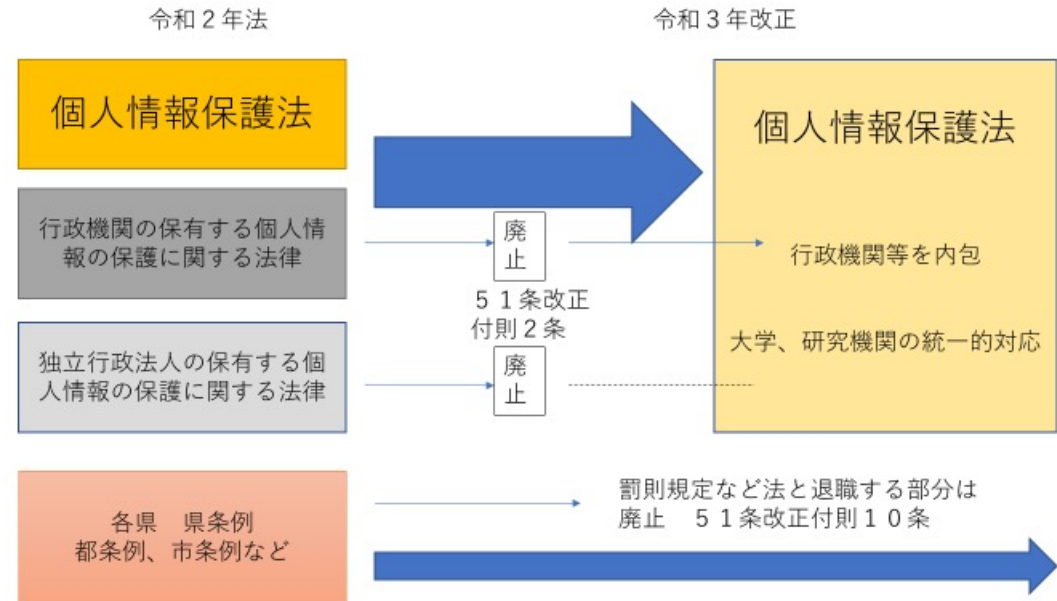 令和２年法
令和３年改正
個人情報保護法
個人情報保護法
行政機関の保有する個人情
報の保護に関する法律
廃
止
行政機関等を内包
５１条改正
付則２条
大学、研究機関の統一的対応
独立行政法人の保有する個
人情報の保護に関する法律
廃
止
各県　県条例
都条例、市条例など
罰則規定など法と退職する部分は
廃止　５１条改正付則１０条